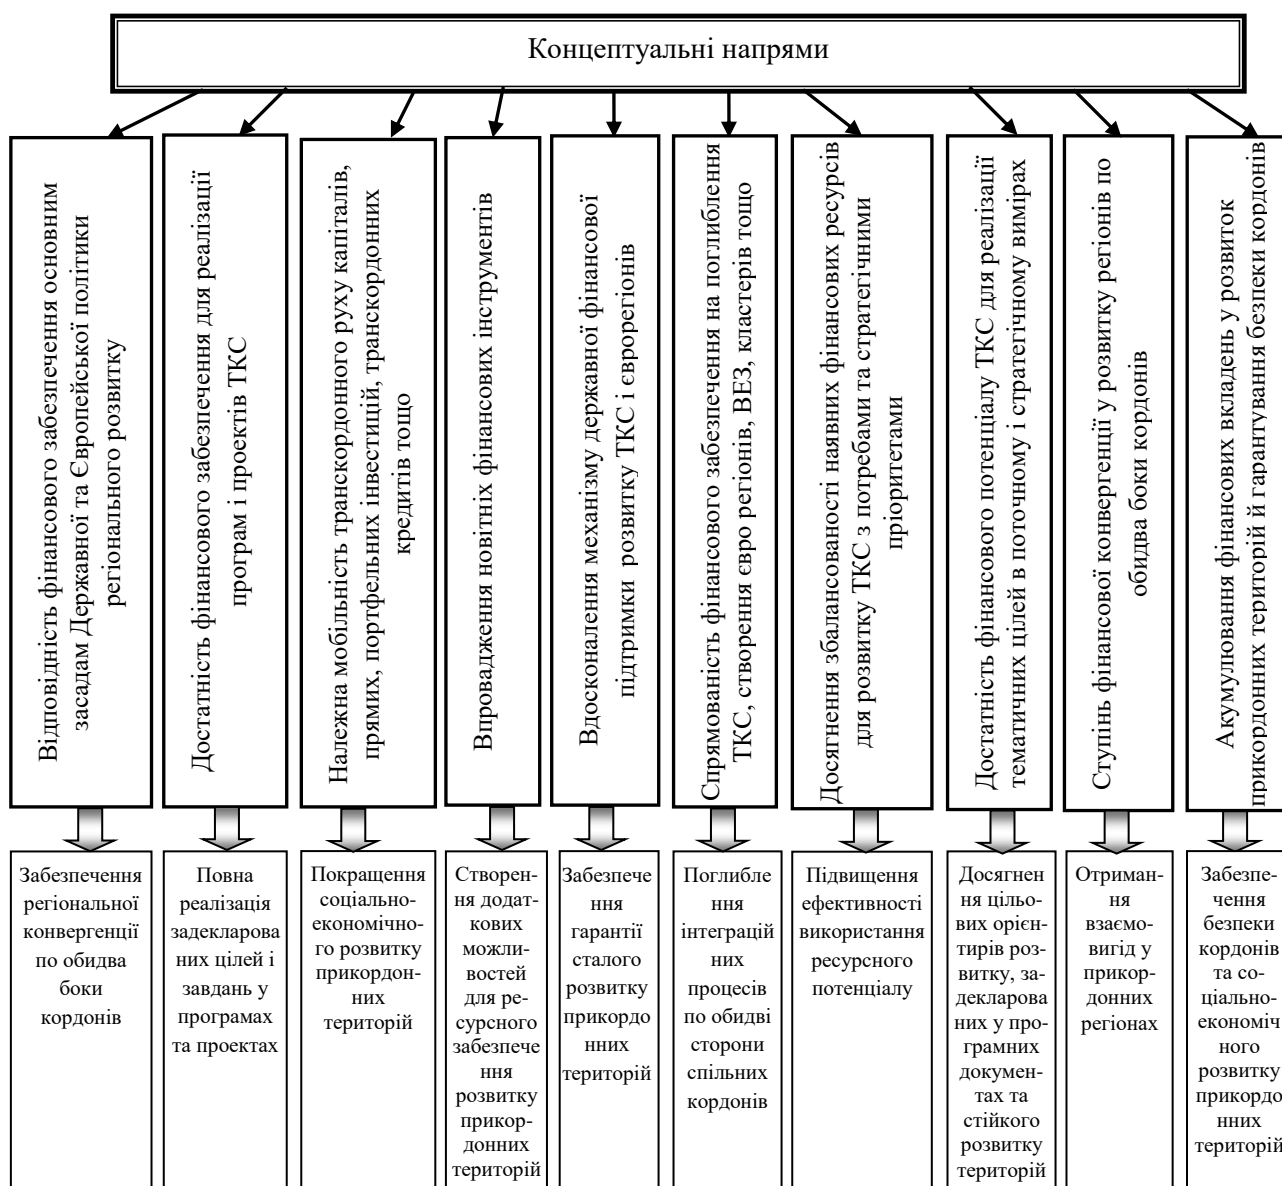 Концептуальні напрями
Відповідність фінансового забезпечення основним
засадам Державної та Європейської політики
регіонального розвитку
Достатність фінансового забезпечення для реалізації
програм і проектів ТКС
Належна мобільність транскордонного руху капіталів,
прямих, портфельних інвестицій, транскордонних
кредитів тощо
Впровадження новітніх фінансових інструментів
Вдосконалення механізму державної фінансової
підтримки розвитку ТКС і єврорегіонів
Спрямованість фінансового забезпечення на поглиблення
ТКС, створення євро регіонів, ВЕЗ, кластерів тощо
Досягнення збалансованості наявних фінансових ресурсів
для розвитку ТКС з потребами та стратегічними
пріоритетами
Достатність фінансового потенціалу ТКС для реалізації
тематичних цілей в поточному і стратегічному вимірах
Ступінь фінансової конвергенції у розвитку регіонів по
обидва боки кордонів
Акумулювання фінансових вкладень у розвиток
прикордонних територій й гарантування безпеки кордонів
Забезпечення
регіональної
конвергенції
по обидва
боки
кордонів
Повна
реалізація
задекларова
них цілей і
завдань у
програмах
та проектах
Покращення
соціально-
економічно-
го розвитку
прикордон-
них
територій
Створен-
ня додат-
кових
можли-
востей
для ре-
сурсного
забезпече
ння
розвитку
прикор-
донних
територій
Забезпече
ння
гарантії
сталого
розвитку
прикордо
нних
територій
Поглибле
ння
інтеграцій
них
процесів
по обидві
сторони
спільних
кордонів
Підвищення
ефективності
використання
ресурсного
потенціалу
Досягнен
ня цільо-
вих орієн-
тирів роз-
витку, за-
декларова
них у про-
грамних
докумен-
тах та
стійкого
розвитку
територій
Отриман-
ня
взаємо-
вигід у
прикор-
донних
регіонах
Забезпе-
чення
безпеки
кордонів
та соці-
ально-
економіч
ного
розвитку
прикордо
нних
територій